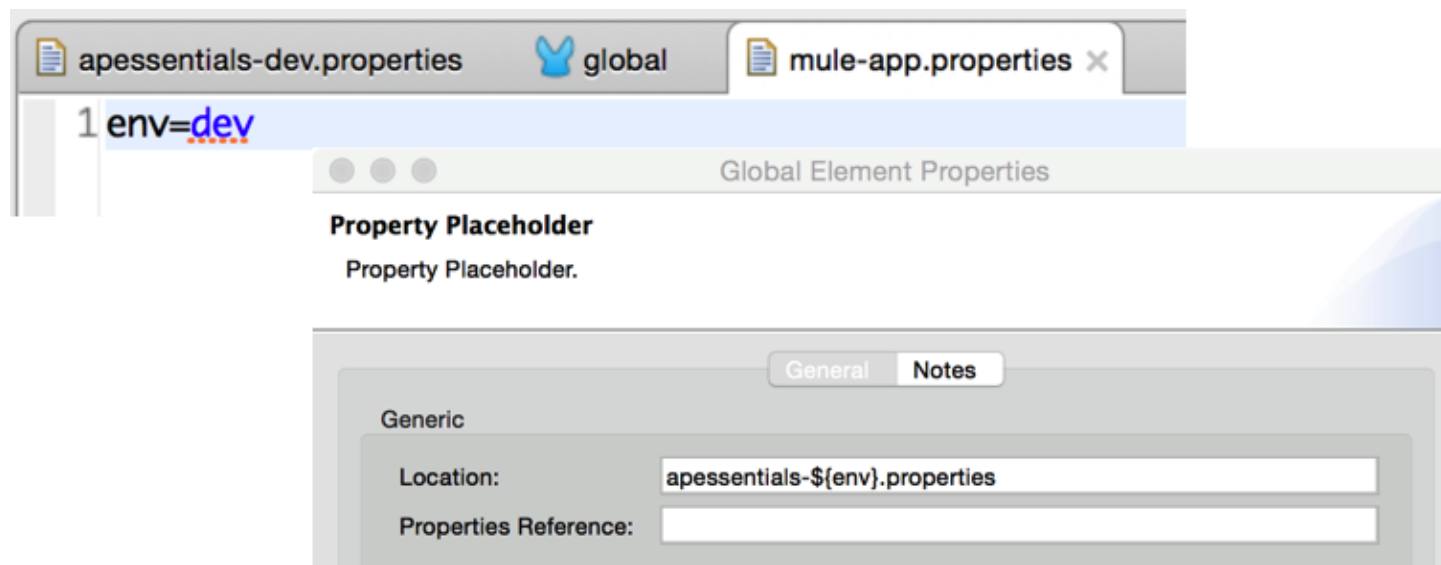 apessentials-dev.properties global mule-app.properties
1 env=dev
Global Element Properties
Property Placeholder
Property Placeholder.
General Notes
Generic
Location: apessentials-${env}.properties
Properties Reference: